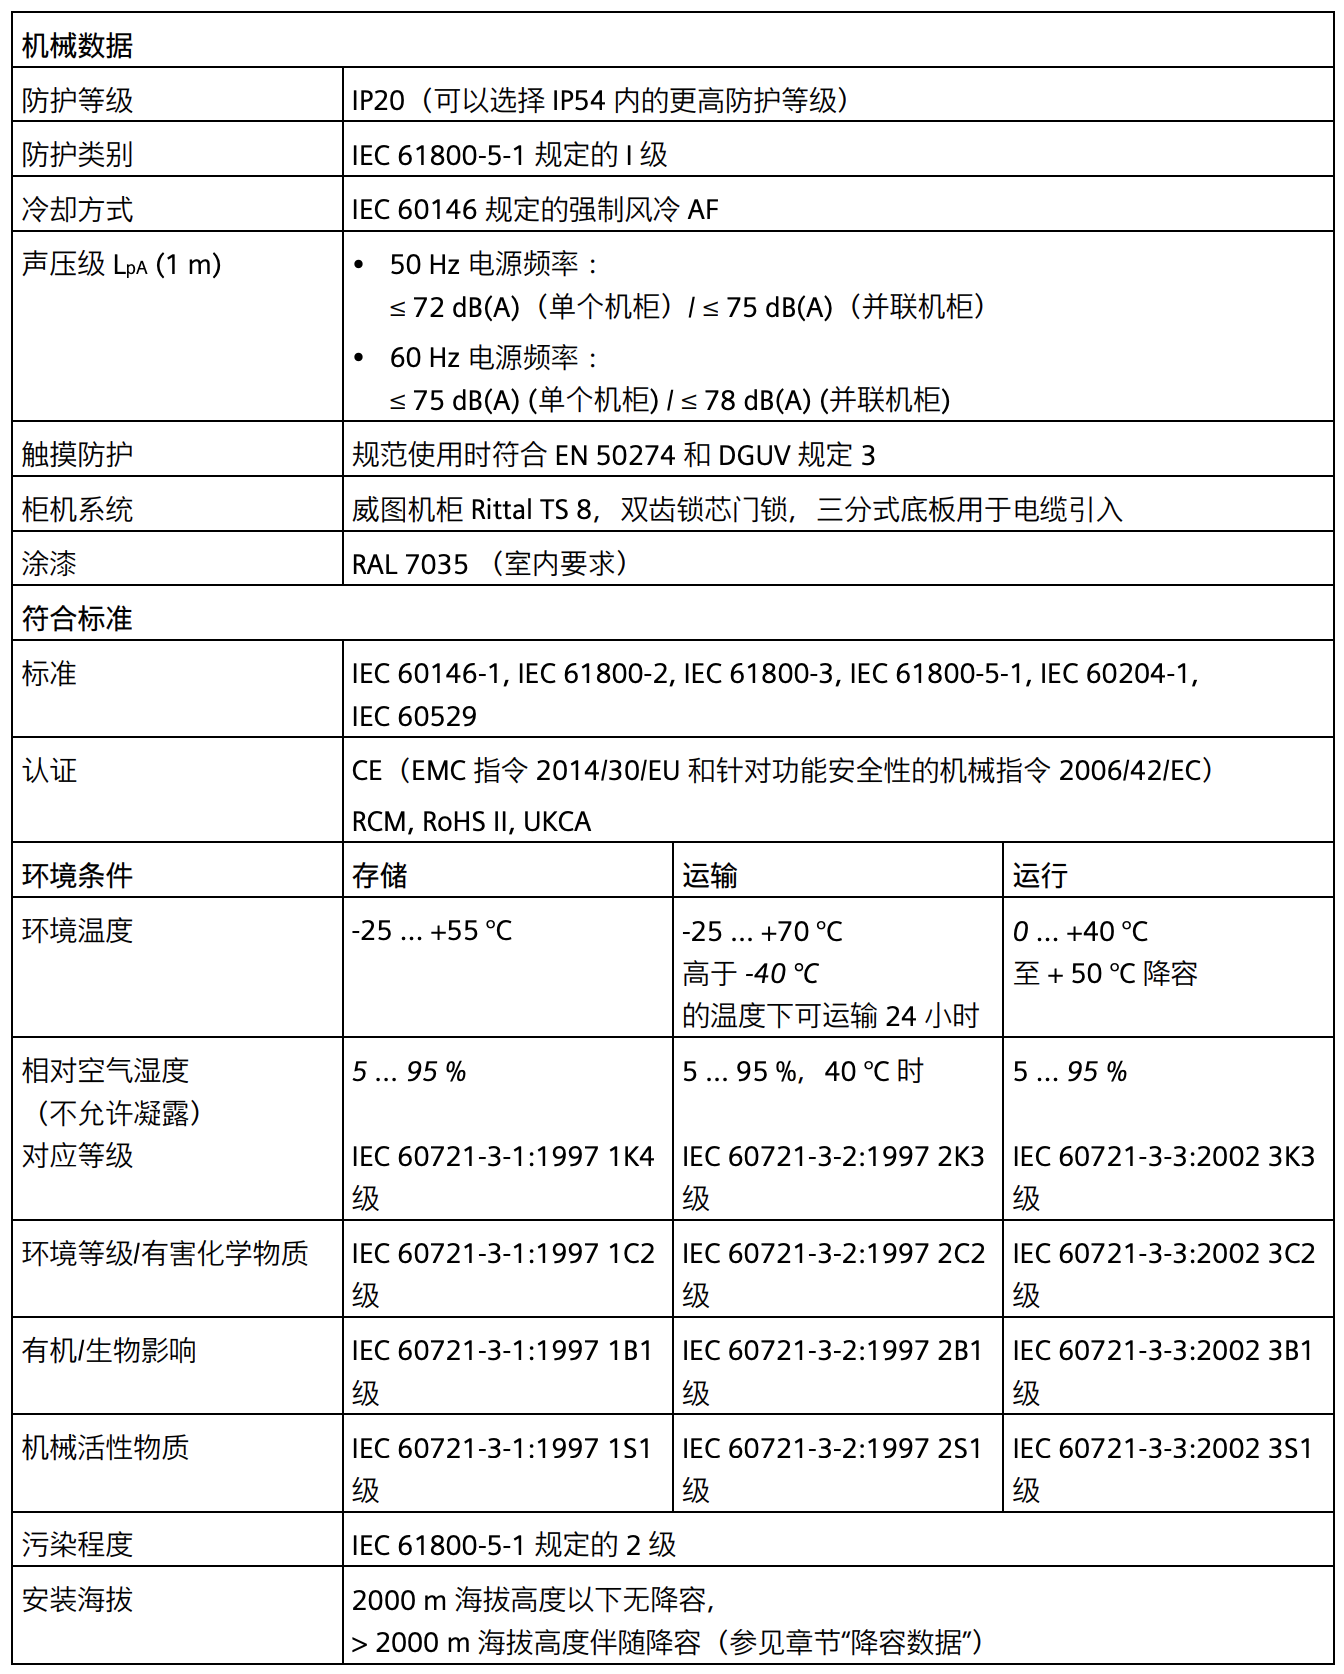 机械数据
防护等级
IP20（可以选择 IP54 内的更高防护等级）
防护类别
IEC 61800-5-1 规定的 I 级
冷却方式
IEC 60146 规定的强制风冷 AF
声压级 LpA (1 m)
• 50 Hz 电源频率：
≤ 72 dB(A)（单个机柜）/ ≤ 75 dB(A)（并联机柜）
• 60 Hz 电源频率：
≤ 75 dB(A) (单个机柜) / ≤ 78 dB(A) (并联机柜)
触摸防护
规范使用时符合 EN 50274 和 DGUV 规定 3
柜机系统
威图机柜 Rittal TS 8，双齿锁芯门锁，三分式底板用于电缆引入
涂漆
RAL 7035 （室内要求）
符合标准
标准
IEC 60146-1, IEC 61800-2, IEC 61800-3, IEC 61800-5-1, IEC 60204-1,
IEC 60529
认证
CE（EMC 指令 2014/30/EU 和针对功能安全性的机械指令 2006/42/EC）
RCM, RoHS II, UKCA
环境条件
存储
运输
运行
环境温度
-25 ... +55 °C
-25 ... +70 °C
高于 -40 °C
的温度下可运输 24 小时
0 ... +40 °C
至 + 50 °C 降容
相对空气湿度
（不允许凝露）
对应等级
5 ... 95 %
IEC 60721-3-1:1997 1K4
级
5 ... 95 %，40 °C 时
IEC 60721-3-2:1997 2K3
级
5 ... 95 %
IEC 60721-3-3:2002 3K3
级
环境等级/有害化学物质
IEC 60721-3-1:1997 1C2
级
IEC 60721-3-2:1997 2C2
级
IEC 60721-3-3:2002 3C2
级
有机/生物影响
IEC 60721-3-1:1997 1B1
级
IEC 60721-3-2:1997 2B1
级
IEC 60721-3-3:2002 3B1
级
机械活性物质
IEC 60721-3-1:1997 1S1
级
IEC 60721-3-2:1997 2S1
级
IEC 60721-3-3:2002 3S1
级
污染程度
IEC 61800-5-1 规定的 2 级
安装海拔
2000 m 海拔高度以下无降容，
> 2000 m 海拔高度伴随降容（参见章节“降容数据”）